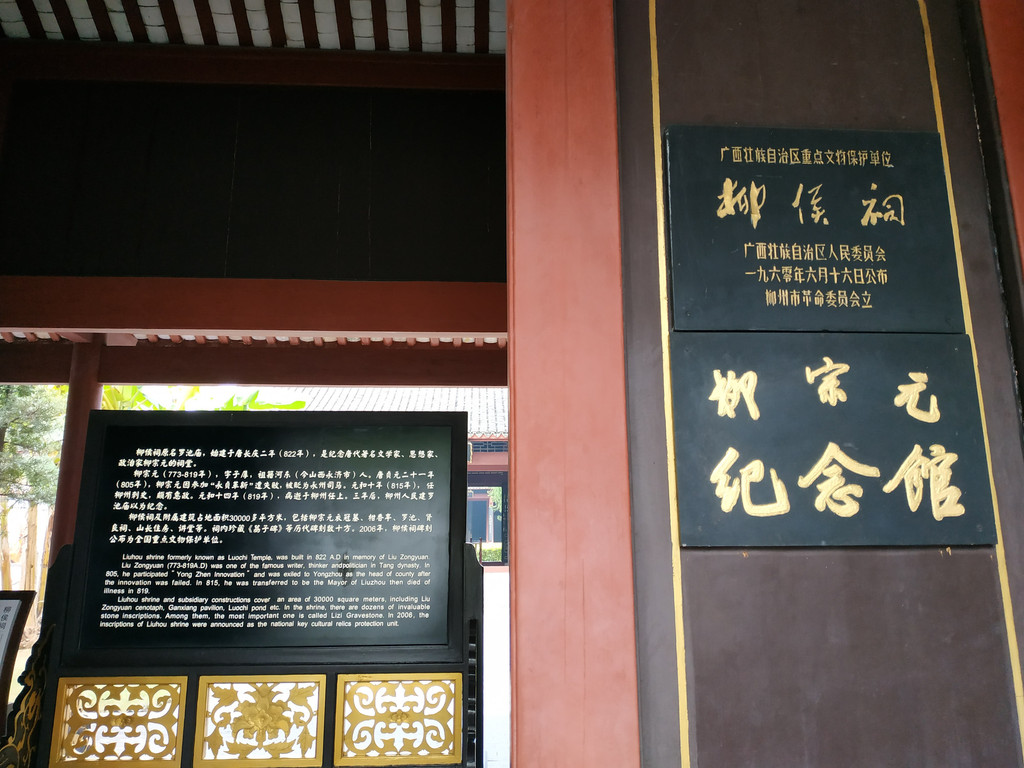 柳侯祠原名罗池庙，始建于唐长庆二年（822年），是纪念唐代著名文学家、思想家、
政治家柳宗元的祠堂。
柳宗元（773-819年），字子厚，祖籍河东（今山西永济市）人。唐贞元二十一年
（805年），柳宗元因参加“永贞革新”遭失败，被贬为永州司马。元和十年（815年），任
柳州刺史，颇有惠政。元和十四年（819年），病逝于柳州任上。三年后，柳州人民建罗
池庙以为纪念。
柳侯祠及附属建筑占地面积30000多平方米，包括柳宗元衣冠墓、柑香亭、罗池、贤
良祠、山长住房、讲堂等。祠内珍藏《荔子碑》等历代碑刻数十方。2006年，柳侯祠碑刻
公布为全国重点文物保护单位。
Liuhou shrine formerly known as Luochi Temple, was built in 822 A.D in memory of Liu Zongyuan.
Liu Zongyuan (773-819A.D) was one of the famous writer, thinker andpolitician in Tang dynasty. In
805, he participated "Yong Zhen Innovation" and was exiled to Yongzhou as the head of county after
the innovation was failed. In 815, he was transferred to be the Mayor of Liuzhou then died of
illness in 819.
Liuhou shrine and subsidiary constructions cover an area of 30000 square meters, including Liu
Zongyuan cenotaph, Ganxiang pavilion, Luochi pond etc. In the shrine, there are dozens of invaluable
stone inscriptions. Among them, the most important one is called Lizi Gravestone In 2006, the
inscriptions of Liuhou shrine were announced as the national key cultural relics protection unit.
柳侯祠
广西壮族自治区重点文物保护单位
柳侯祠
广西壮族自治区人民委员会
一九六零年六月十六日公布
柳州市革命委员会立
柳宗元
纪念馆